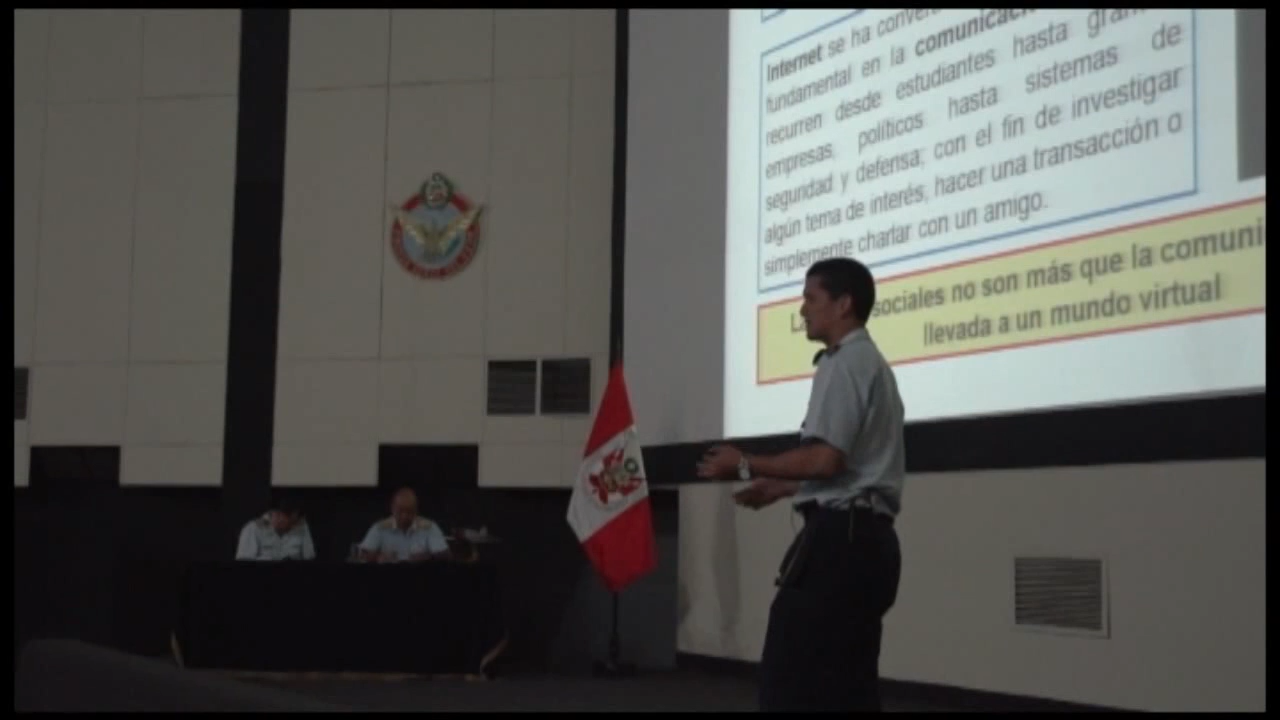 Internet se ha
fundamental en la comunicaci
recurren desde estudiantes hasta gran
empresas, políticos hasta sistemas de
seguridad y defensa; con el fin de investigar
algún tema de interés, hacer una transacción o
simplemente charlar con un amigo.
sociales no son más que la comuni
llevada a un mundo virtual